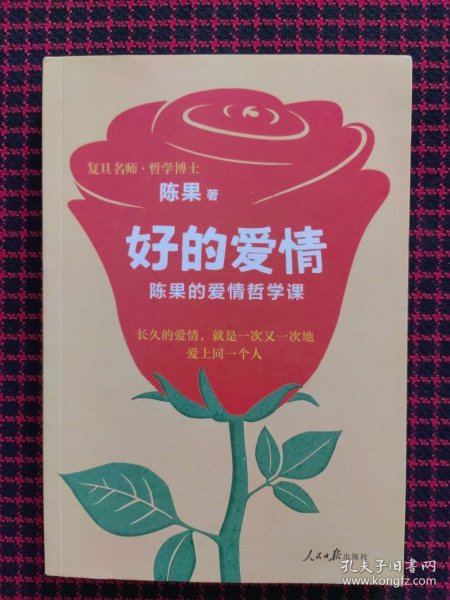 复旦名师·哲学博士
陈果 著
好的爱情
陈果的爱情哲学课
长久的爱情，就是一次又一次地
爱上同一个人
人民日报出版社
孔夫子旧书网
www.kongfz.com